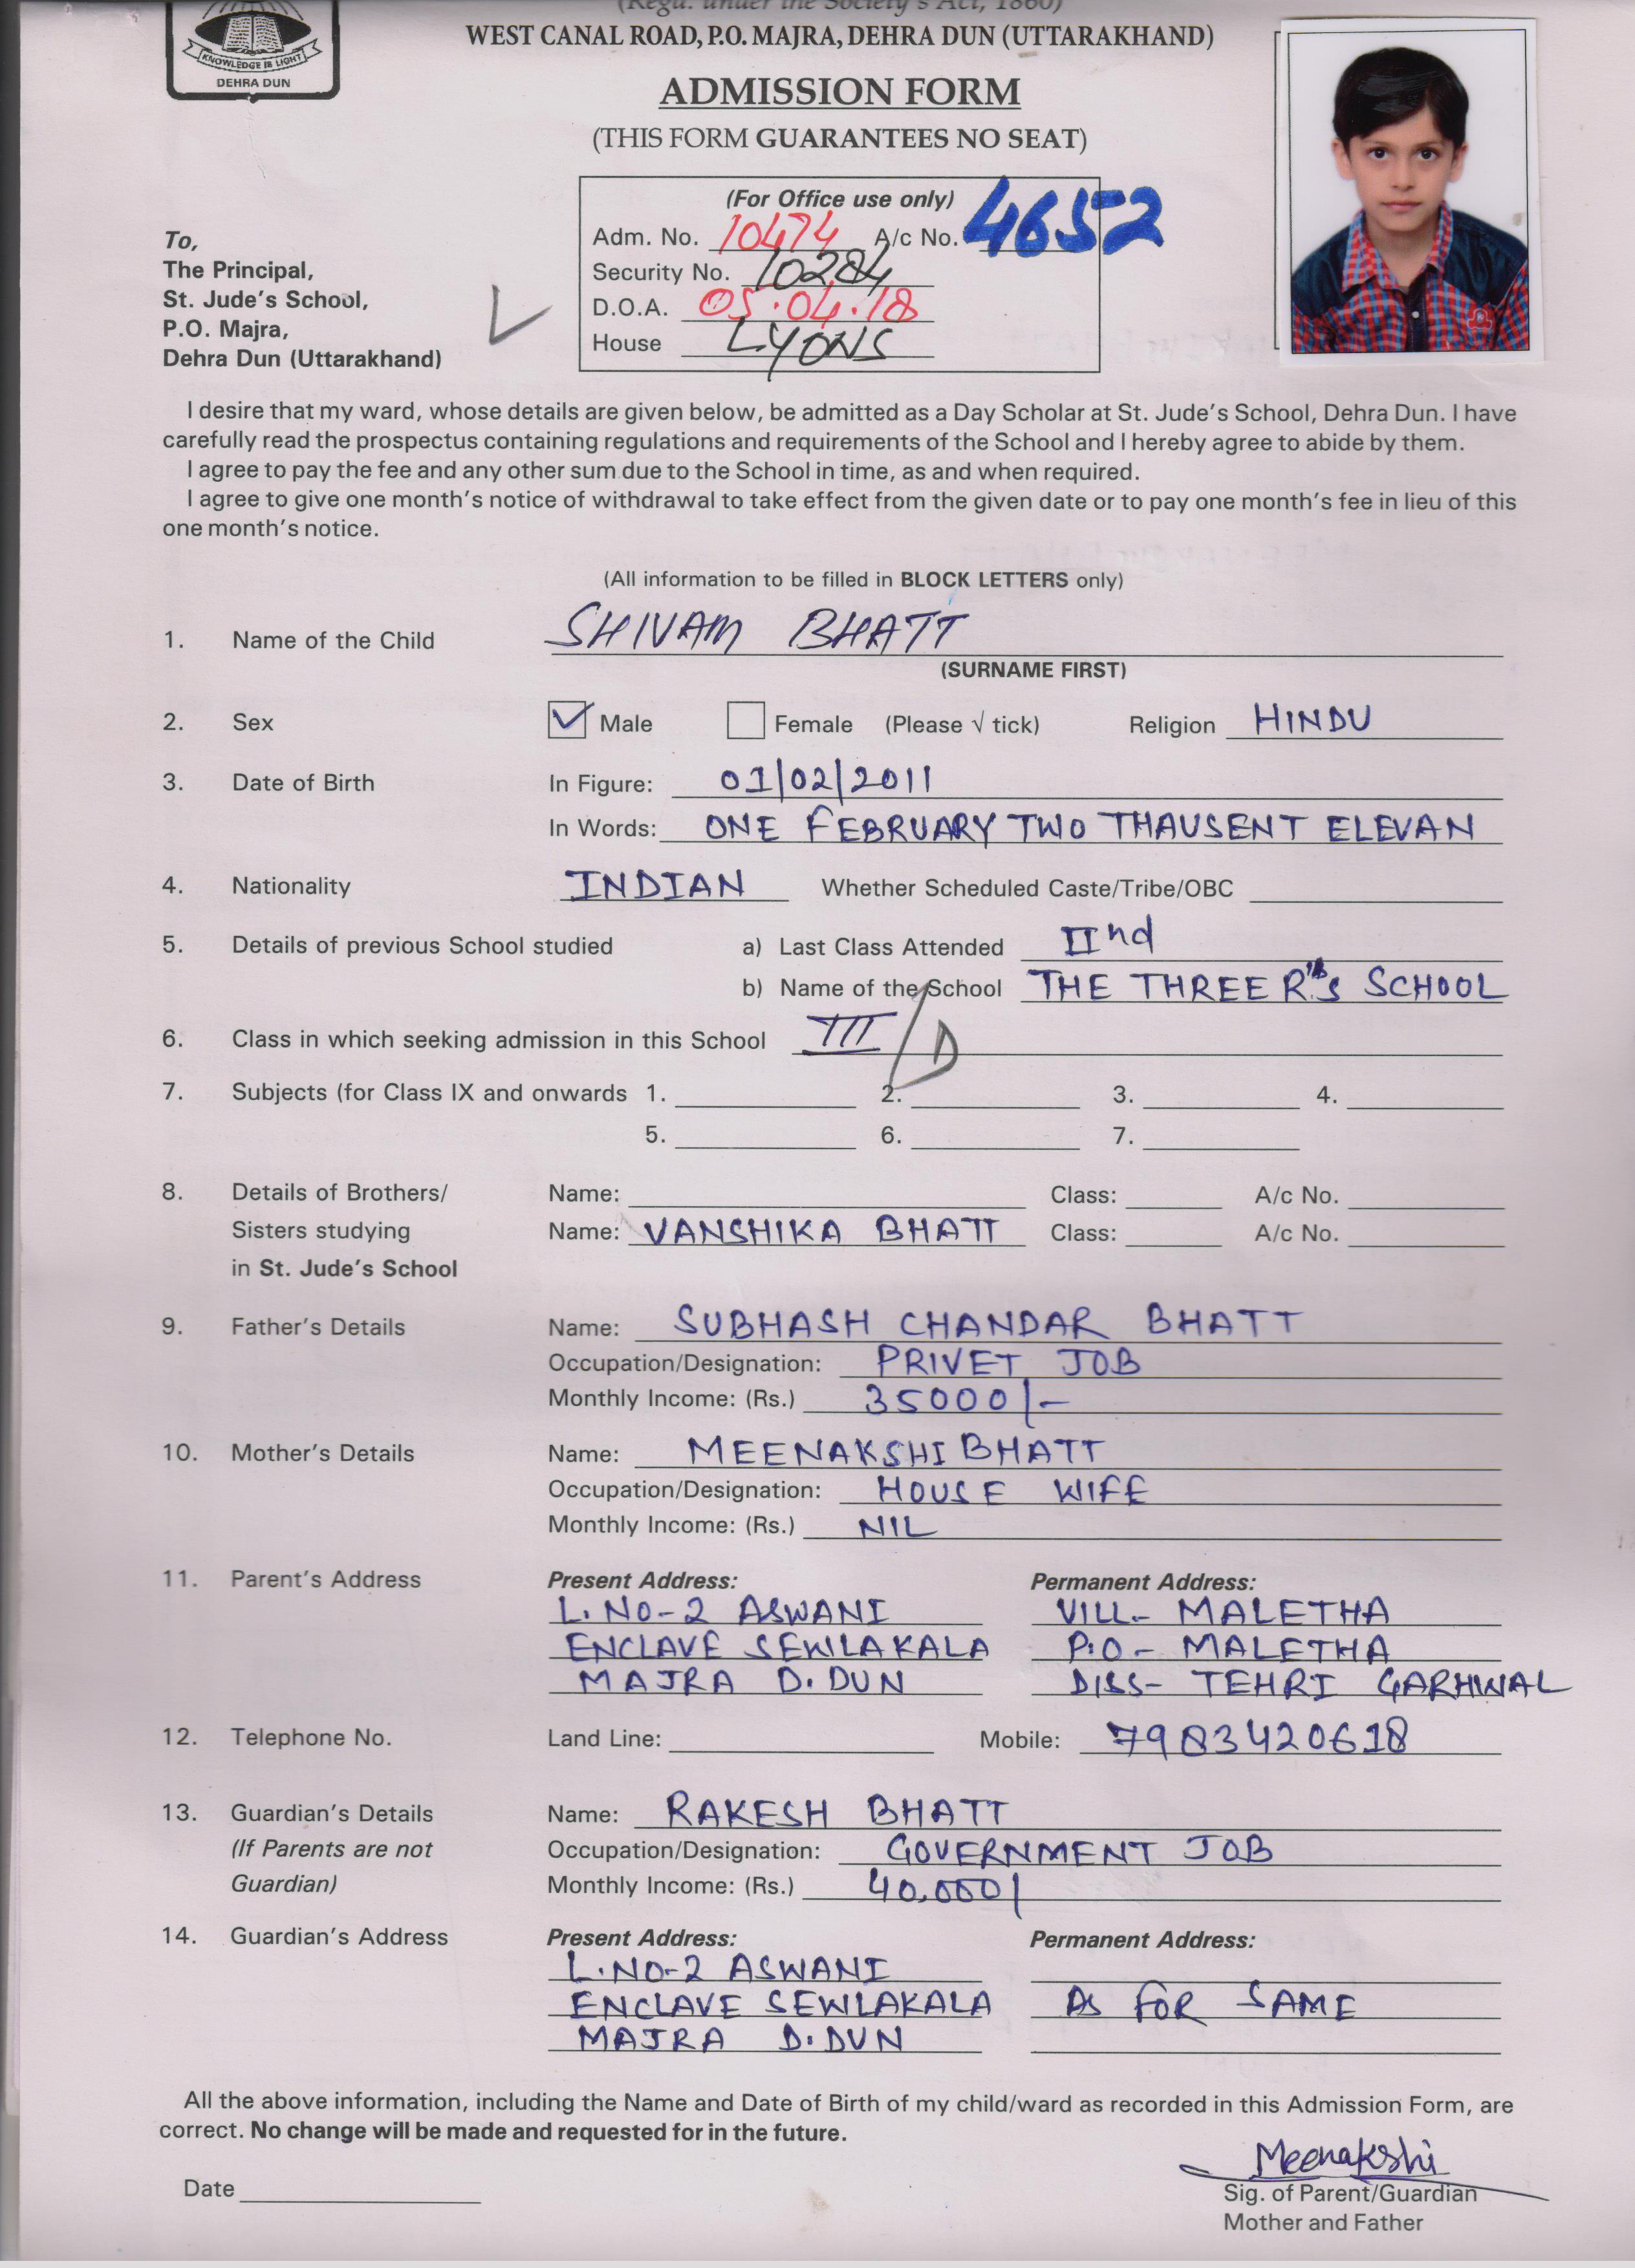 (Regd. under the Society's Act, 1860)
WEST CANAL ROAD, P.O. MAJRA, DEHRA DUN (UTTARAKHAND)
KNOWLEDGE IS LIGHT
DEHRA DUN
ADMISSION FORM
(THIS FORM GUARANTEES NO SEAT)
(For Office use only)
Adm. No. 10474 A/c No. 4652
Security No. 10284
D.O.A. 05.04.18
House LYONS
To,
The Principal,
St. Jude's School,
P.O. Majra,
Dehra Dun (Uttarakhand)
I desire that my ward, whose details are given below, be admitted as a Day Scholar at St. Jude's School, Dehra Dun. I have
carefully read the prospectus containing regulations and requirements of the School and I hereby agree to abide by them.
I agree to pay the fee and any other sum due to the School in time, as and when required.
I agree to give one month's notice of withdrawal to take effect from the given date or to pay one month's fee in lieu of this
one month's notice.
(All information to be filled in BLOCK LETTERS only)
1. Name of the Child SHIVAM BHATT
(SURNAME FIRST)
2. Sex Male Female (Please √ tick) Religion HINDU
3. Date of Birth In Figure: 01/02/2011
In Words: ONE FEBRUARY TWO THAUSENT ELEVAN
4. Nationality INDIAN Whether Scheduled Caste/Tribe/OBC
5. Details of previous School studied a) Last Class Attended IInd
b) Name of the School THE THREE R's SCHOOL
6. Class in which seeking admission in this School III/D
7. Subjects (for Class IX and onwards 1. 2. 3. 4.
5. 6. 7.
8. Details of Brothers/ Name: Class: A/c No.
Sisters studying Name: VANSHIKA BHATT Class: A/c No.
in St. Jude's School
9. Father's Details Name: SUBHASH CHANDAR BHATT
Occupation/Designation: PRIVET JOB
Monthly Income: (Rs.) 35000/-
10. Mother's Details Name: MEENAKSHI BHATT
Occupation/Designation: HOUSE WIFE
Monthly Income: (Rs.) NIL
11. Parent's Address Present Address: Permanent Address:
L.NO-2 ASWANI VILL- MALETHA
ENCLAVE SEWLAKALA P.O- MALETHA
MAJRA D.DUN DISS- TEHRI GARHWAL
12. Telephone No. Land Line: Mobile: 7983420618
13. Guardian's Details Name: RAKESH BHATT
(If Parents are not Occupation/Designation: GOVERNMENT JOB
Guardian) Monthly Income: (Rs.) 40,000/
14. Guardian's Address Present Address: Permanent Address:
L.NO-2 ASWANI
ENCLAVE SEWLAKALA AS FOR SAME
MAJRA D.DUN
All the above information, including the Name and Date of Birth of my child/ward as recorded in this Admission Form, are
correct. No change will be made and requested for in the future.
Meenakshi
Date Sig. of Parent/Guardian
Mother and Father